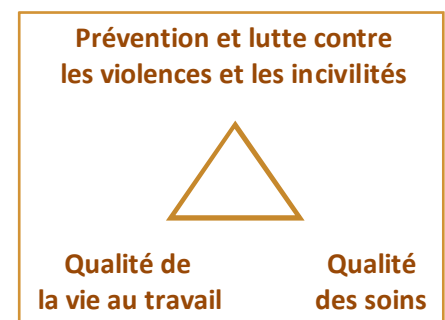 Prévention et lutte contre
les violences et les incivilités
Qualité de
la vie au travail
Qualité
des soins